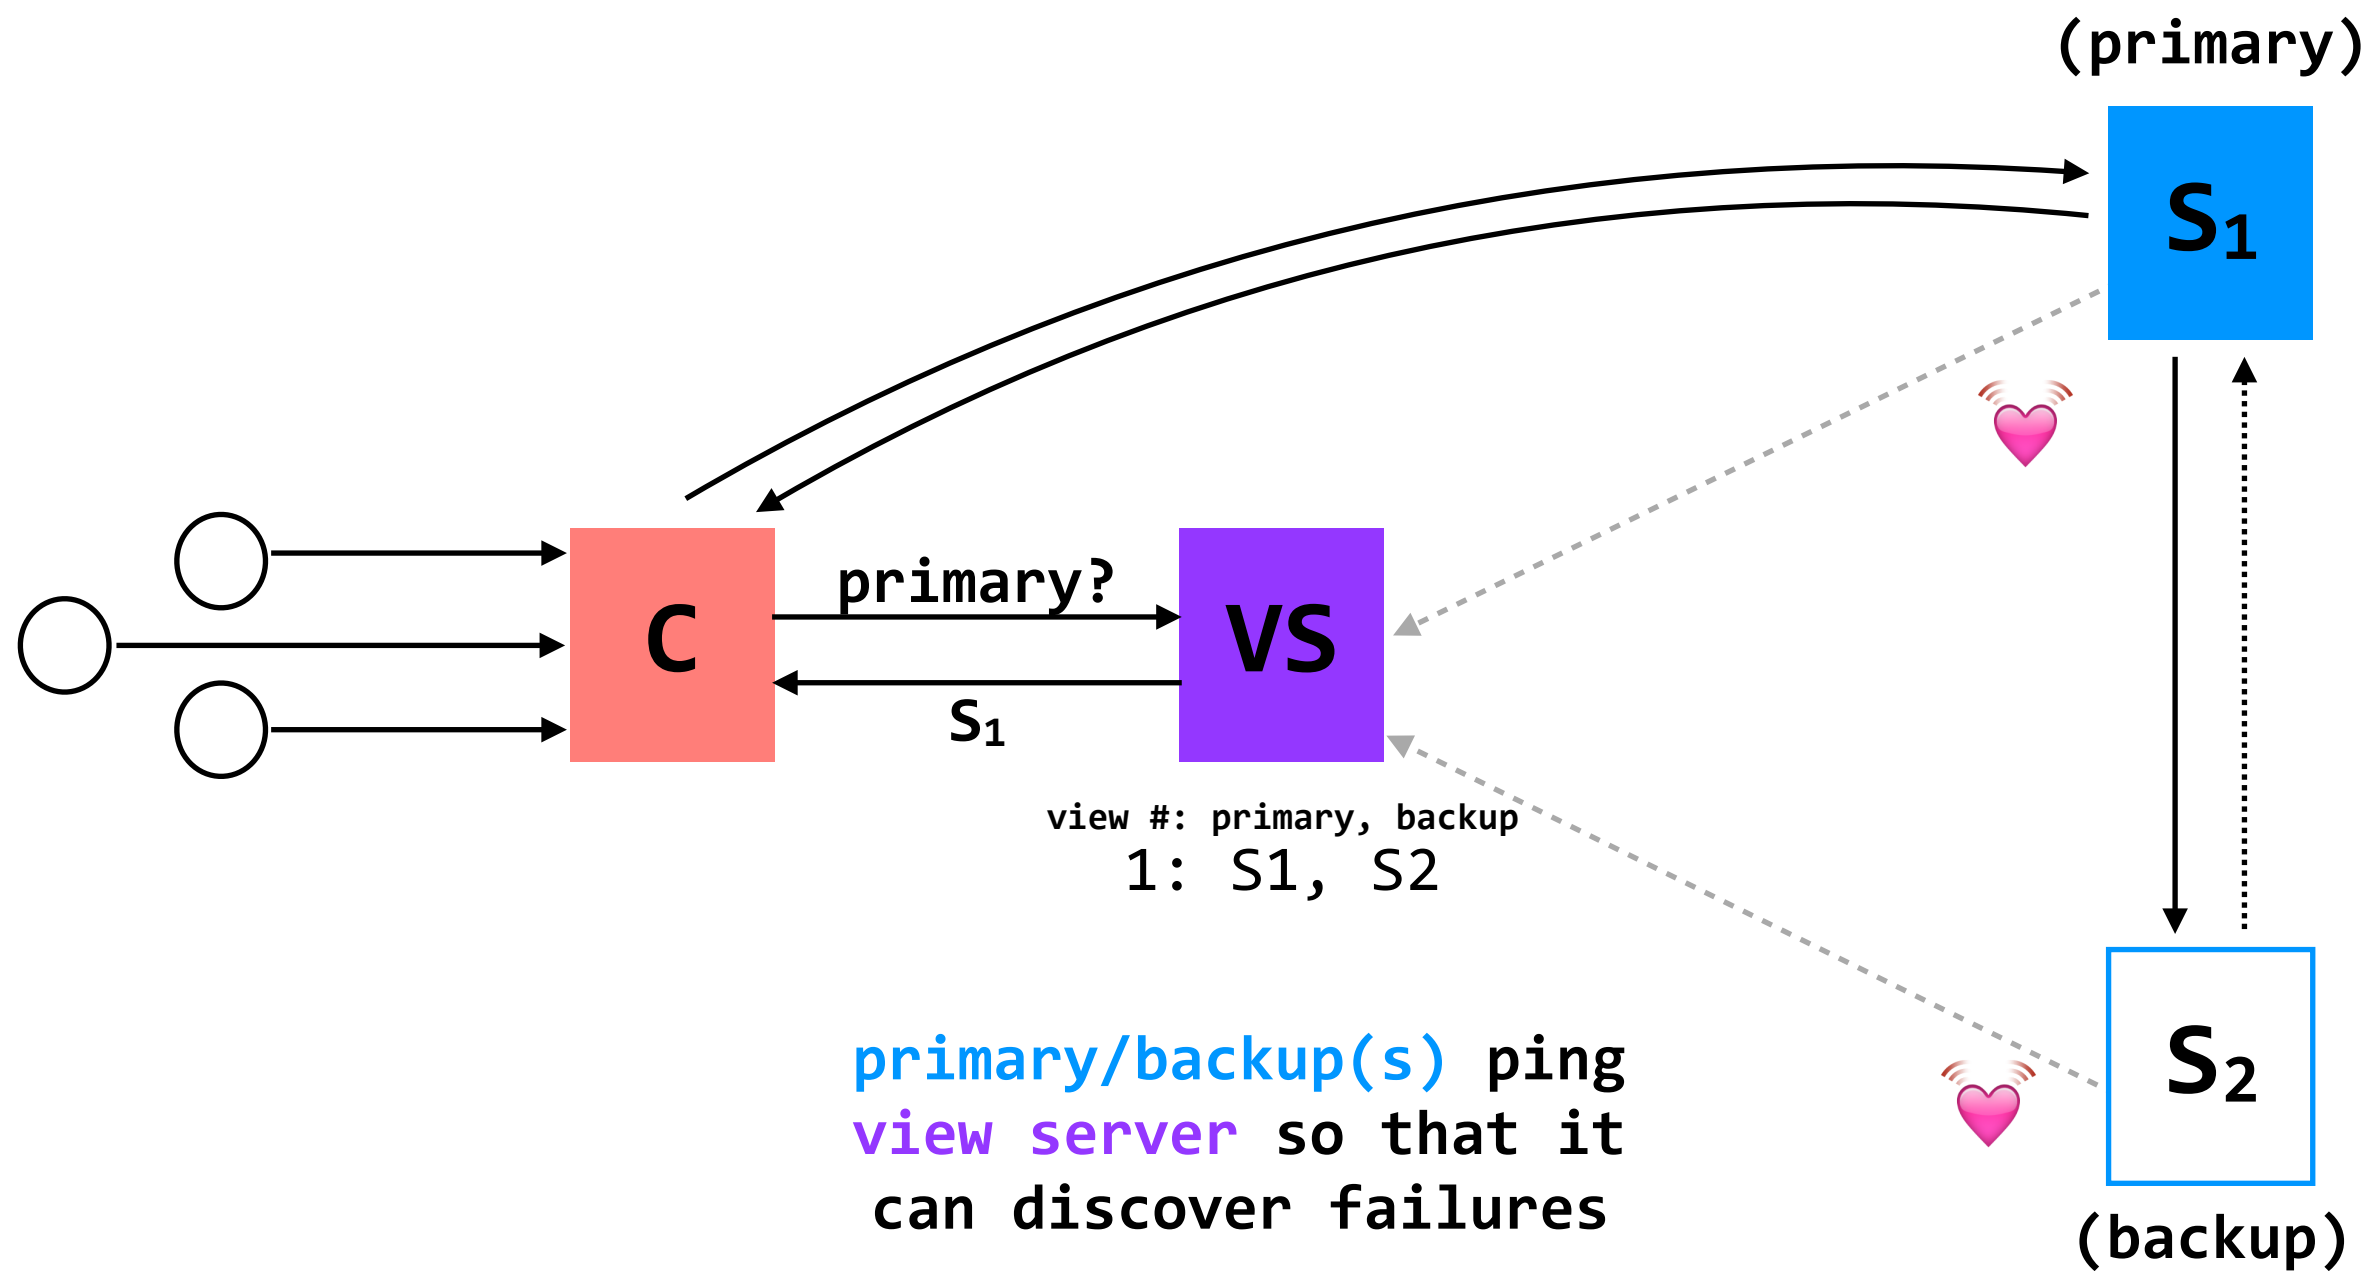 (primary)
S1
C
primary?
VS
S1
view #: primary, backup
1: S1, S2
primary/backup(s) ping
view server so that it
can discover failures
S2
(backup)